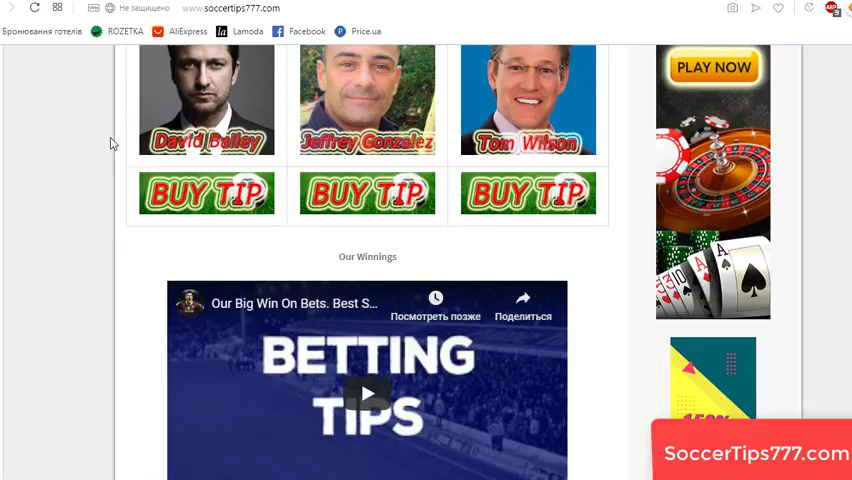 Не защищено www.soccertips777.com
Бронювання готелів ROZETKA AliExpress Lamoda Facebook Price.ua
PLAY NOW
David Bailey Jeffrey Gonzalez Tom Wilson
BUY TIP BUY TIP BUY TIP
Our Winnings
Our Big Win On Bets. Best S...
Посмотреть позже Поделиться
BETTING
TIPS
150%
SoccerTips777.com